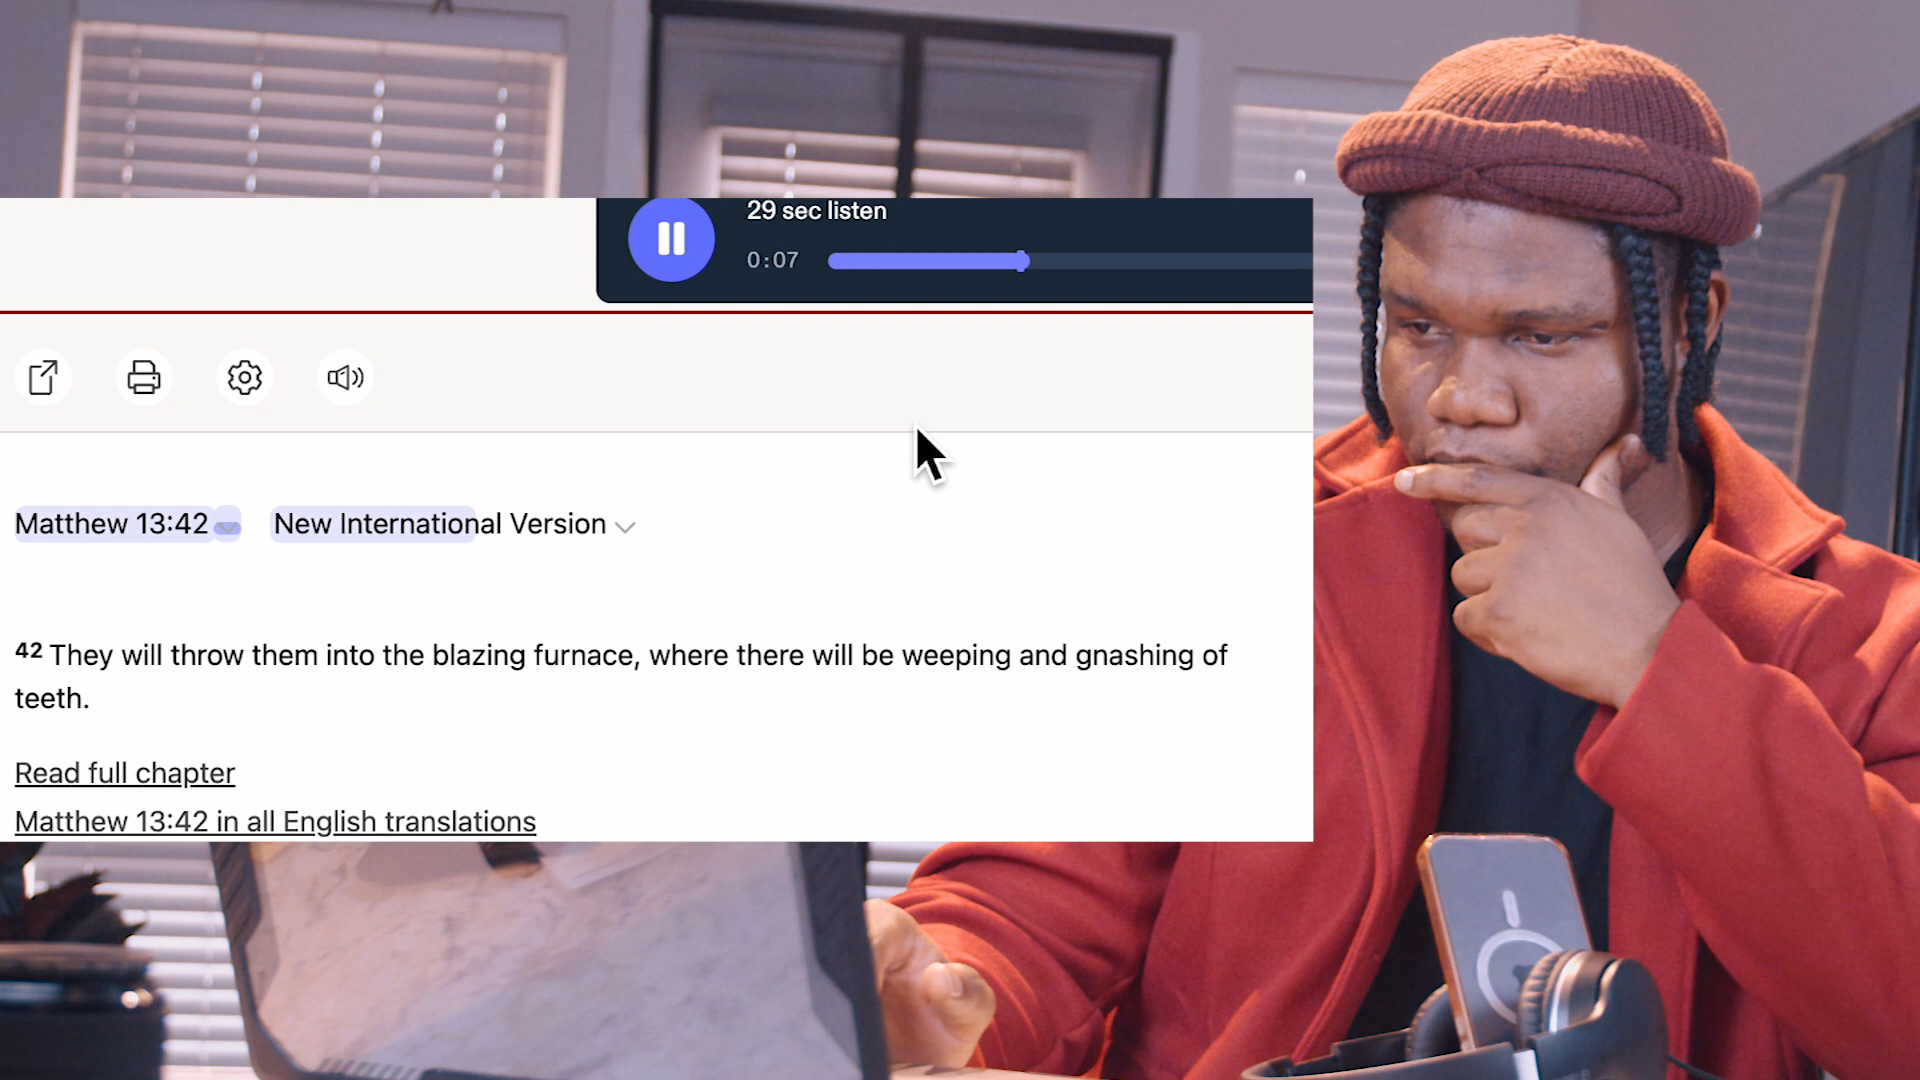 29 sec listen
0:07
Matthew 13:42
New International Version
42 They will throw them into the blazing furnace, where there will be weeping and gnashing of
teeth.
Read full chapter
Matthew 13:42 in all English translations